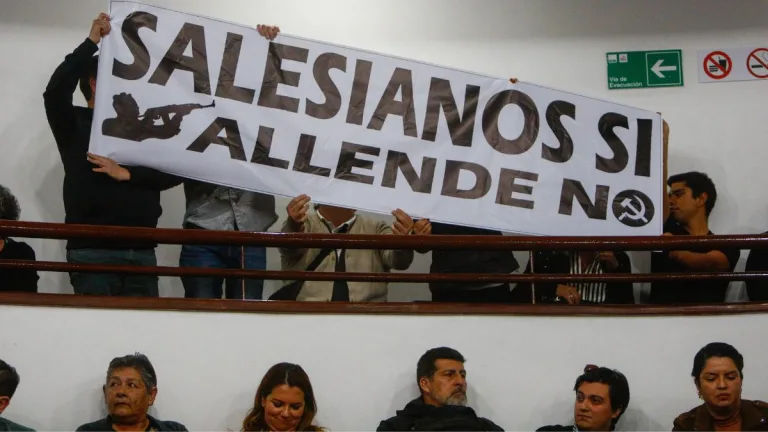 SALESIANOS SI
ALLENDE NO
Vía de
Evacuación